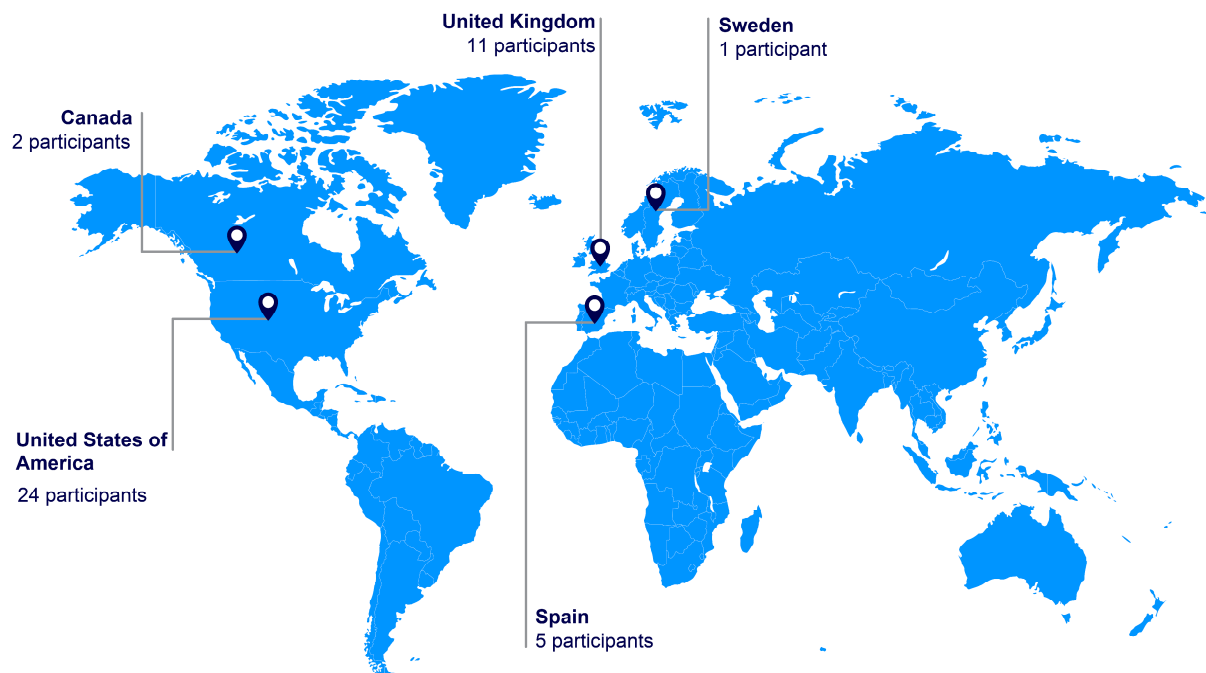 United Kingdom
11 participants
Sweden
1 participant
Canada
2 participants
United States of
America
24 participants
Spain
5 participants